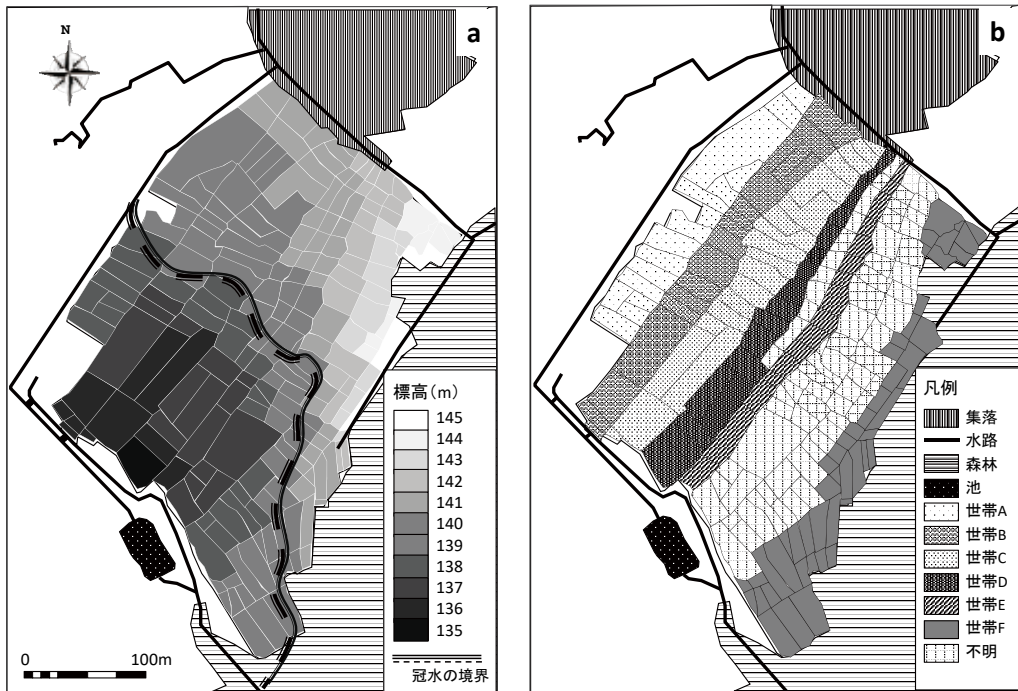 a
N
標高(m)
145
144
143
142
141
140
139
138
137
136
135
冠水の境界
0 100m
b
凡例
集落
水路
森林
池
世帯A
世帯B
世帯C
世帯D
世帯E
世帯F
不明